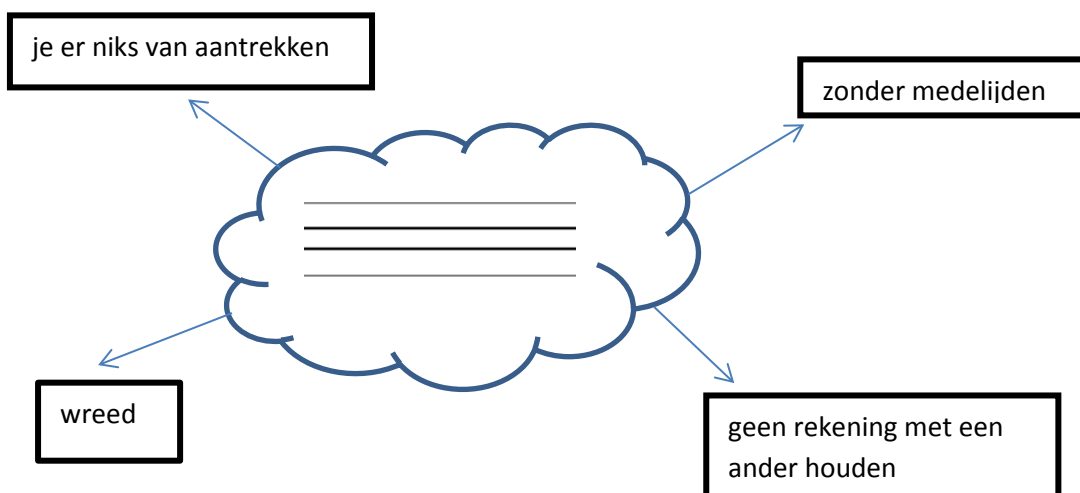 je er niks van aantrekken
zonder medelijden
wreed
geen rekening met een
ander houden